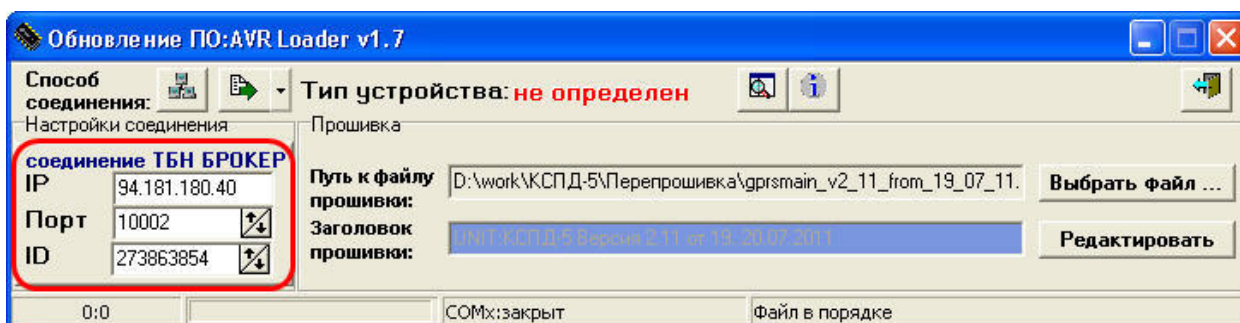 Обновление ПО:AVR Loader v1.7
Способ соединения:
Тип устройства: не определен
Настройки соединения
соединение ТБН БРОКЕР
IP 94.181.180.40
Порт 10002
ID 273863854
Прошивка
Путь к файлу прошивки:
D:\work\КСПД-5\Перепрошивка\gprsmain_v2_11_from_19_07_11.
Выбрать файл ...
Заголовок прошивки:
UNIT:КСПД-5 Версия 2.11 от 19. 20.07.2011
Редактировать
0:0
COMx:закрыт
Файл в порядке